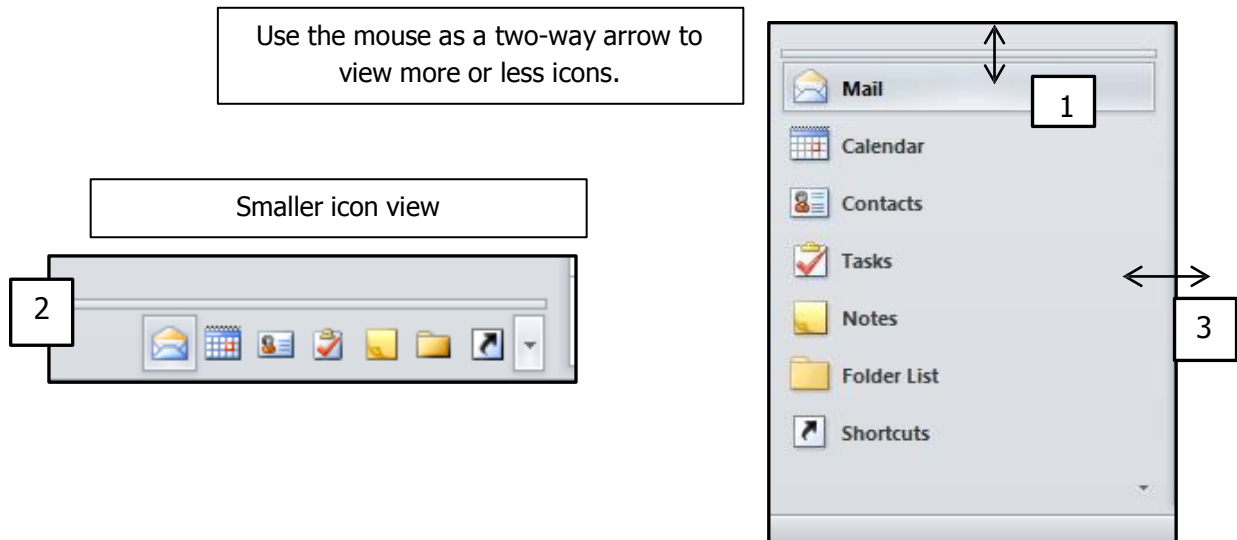 Use the mouse as a two-way arrow to
view more or less icons.
1
Mail
Calendar
Smaller icon view
Contacts
Tasks
2
3
Notes
Folder List
Shortcuts